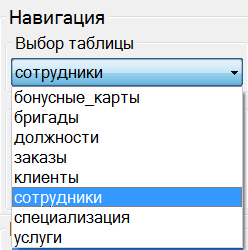 Навигация
Выбор таблицы
сотрудники
бонусные_карты
бригады
должности
заказы
клиенты
сотрудники
специализация
услуги